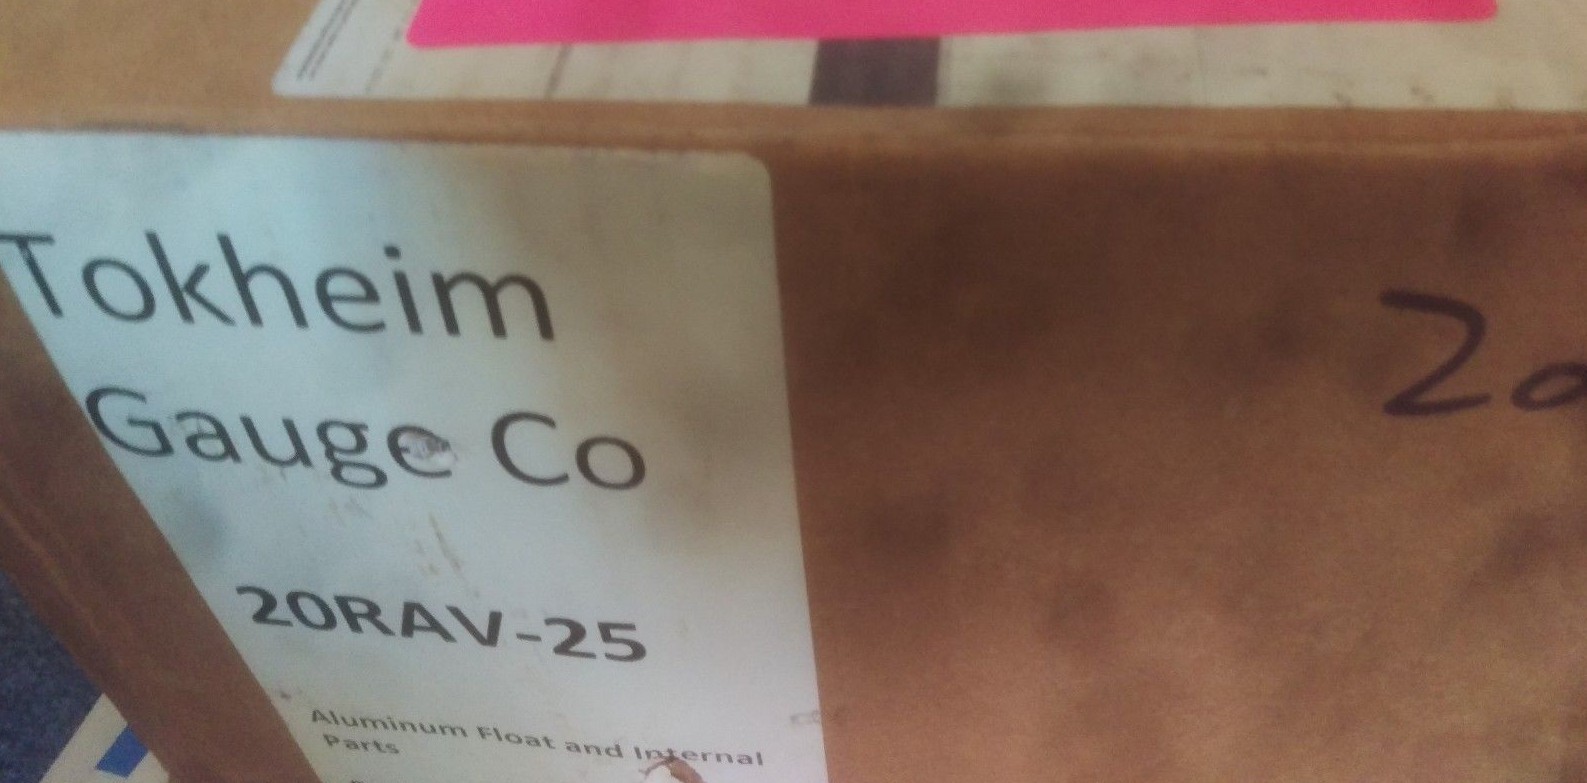 Tokheim
Gauge Co
20RAV-25
Aluminum Float and Internal
Parts